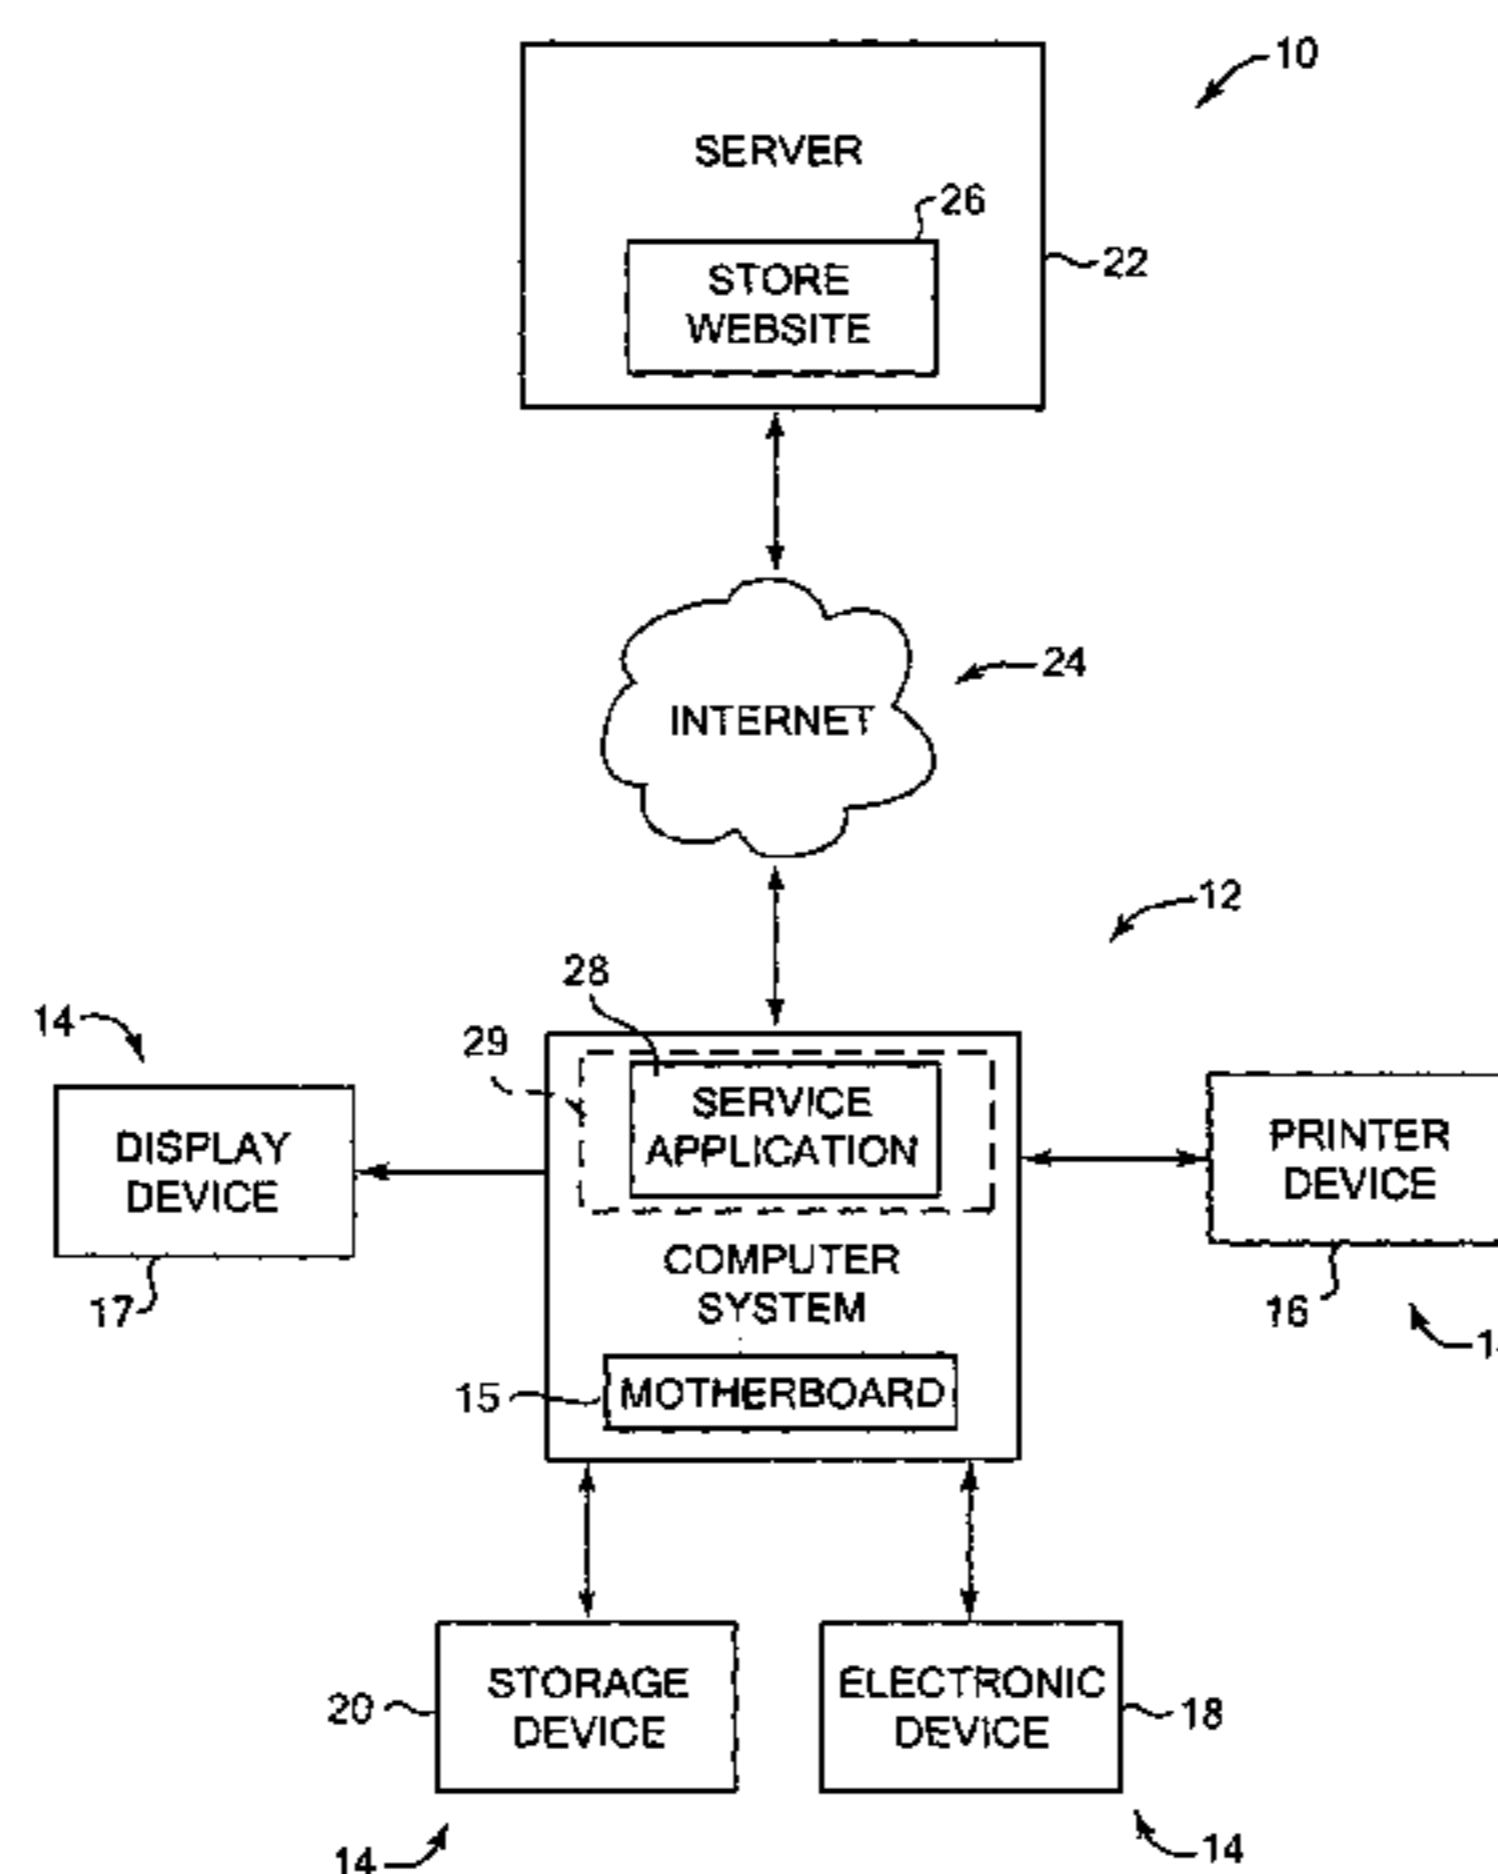 10
SERVER
26
STORE
WEBSITE
22
24
INTERNET
12
28
14
29
SERVICE
APPLICATION
DISPLAY
DEVICE
PRINTER
DEVICE
COMPUTER
SYSTEM
17
16
15
MOTHERBOARD
STORAGE
DEVICE
20
ELECTRONIC
DEVICE
18
14
14